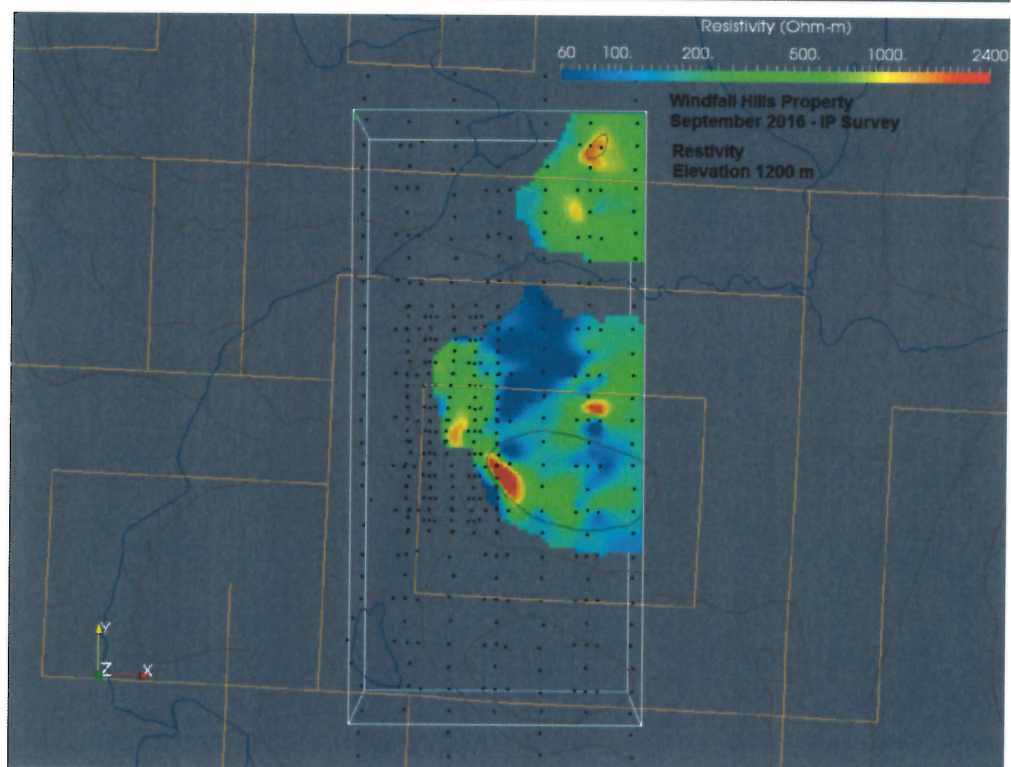 Resistivity (Ohm-m)
60 100. 200. 500. 1000. 2400
Windfall Hills Property
September 2016 - IP Survey
Restivity
Elevation 1200 m
Y
Z X